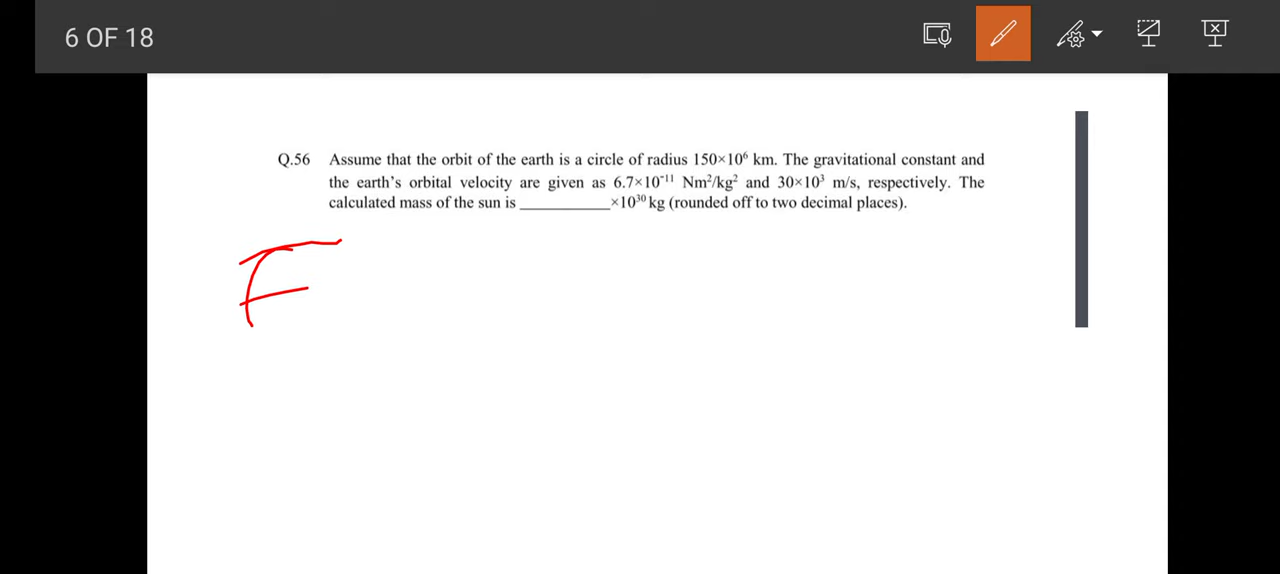 6 OF 18
Q.56 Assume that the orbit of the earth is a circle of radius 150×10⁶ km. The gravitational constant and
the earth's orbital velocity are given as 6.7×10⁻¹¹ Nm²/kg² and 30×10³ m/s, respectively. The
calculated mass of the sun is __________×10³⁰ kg (rounded off to two decimal places).
F